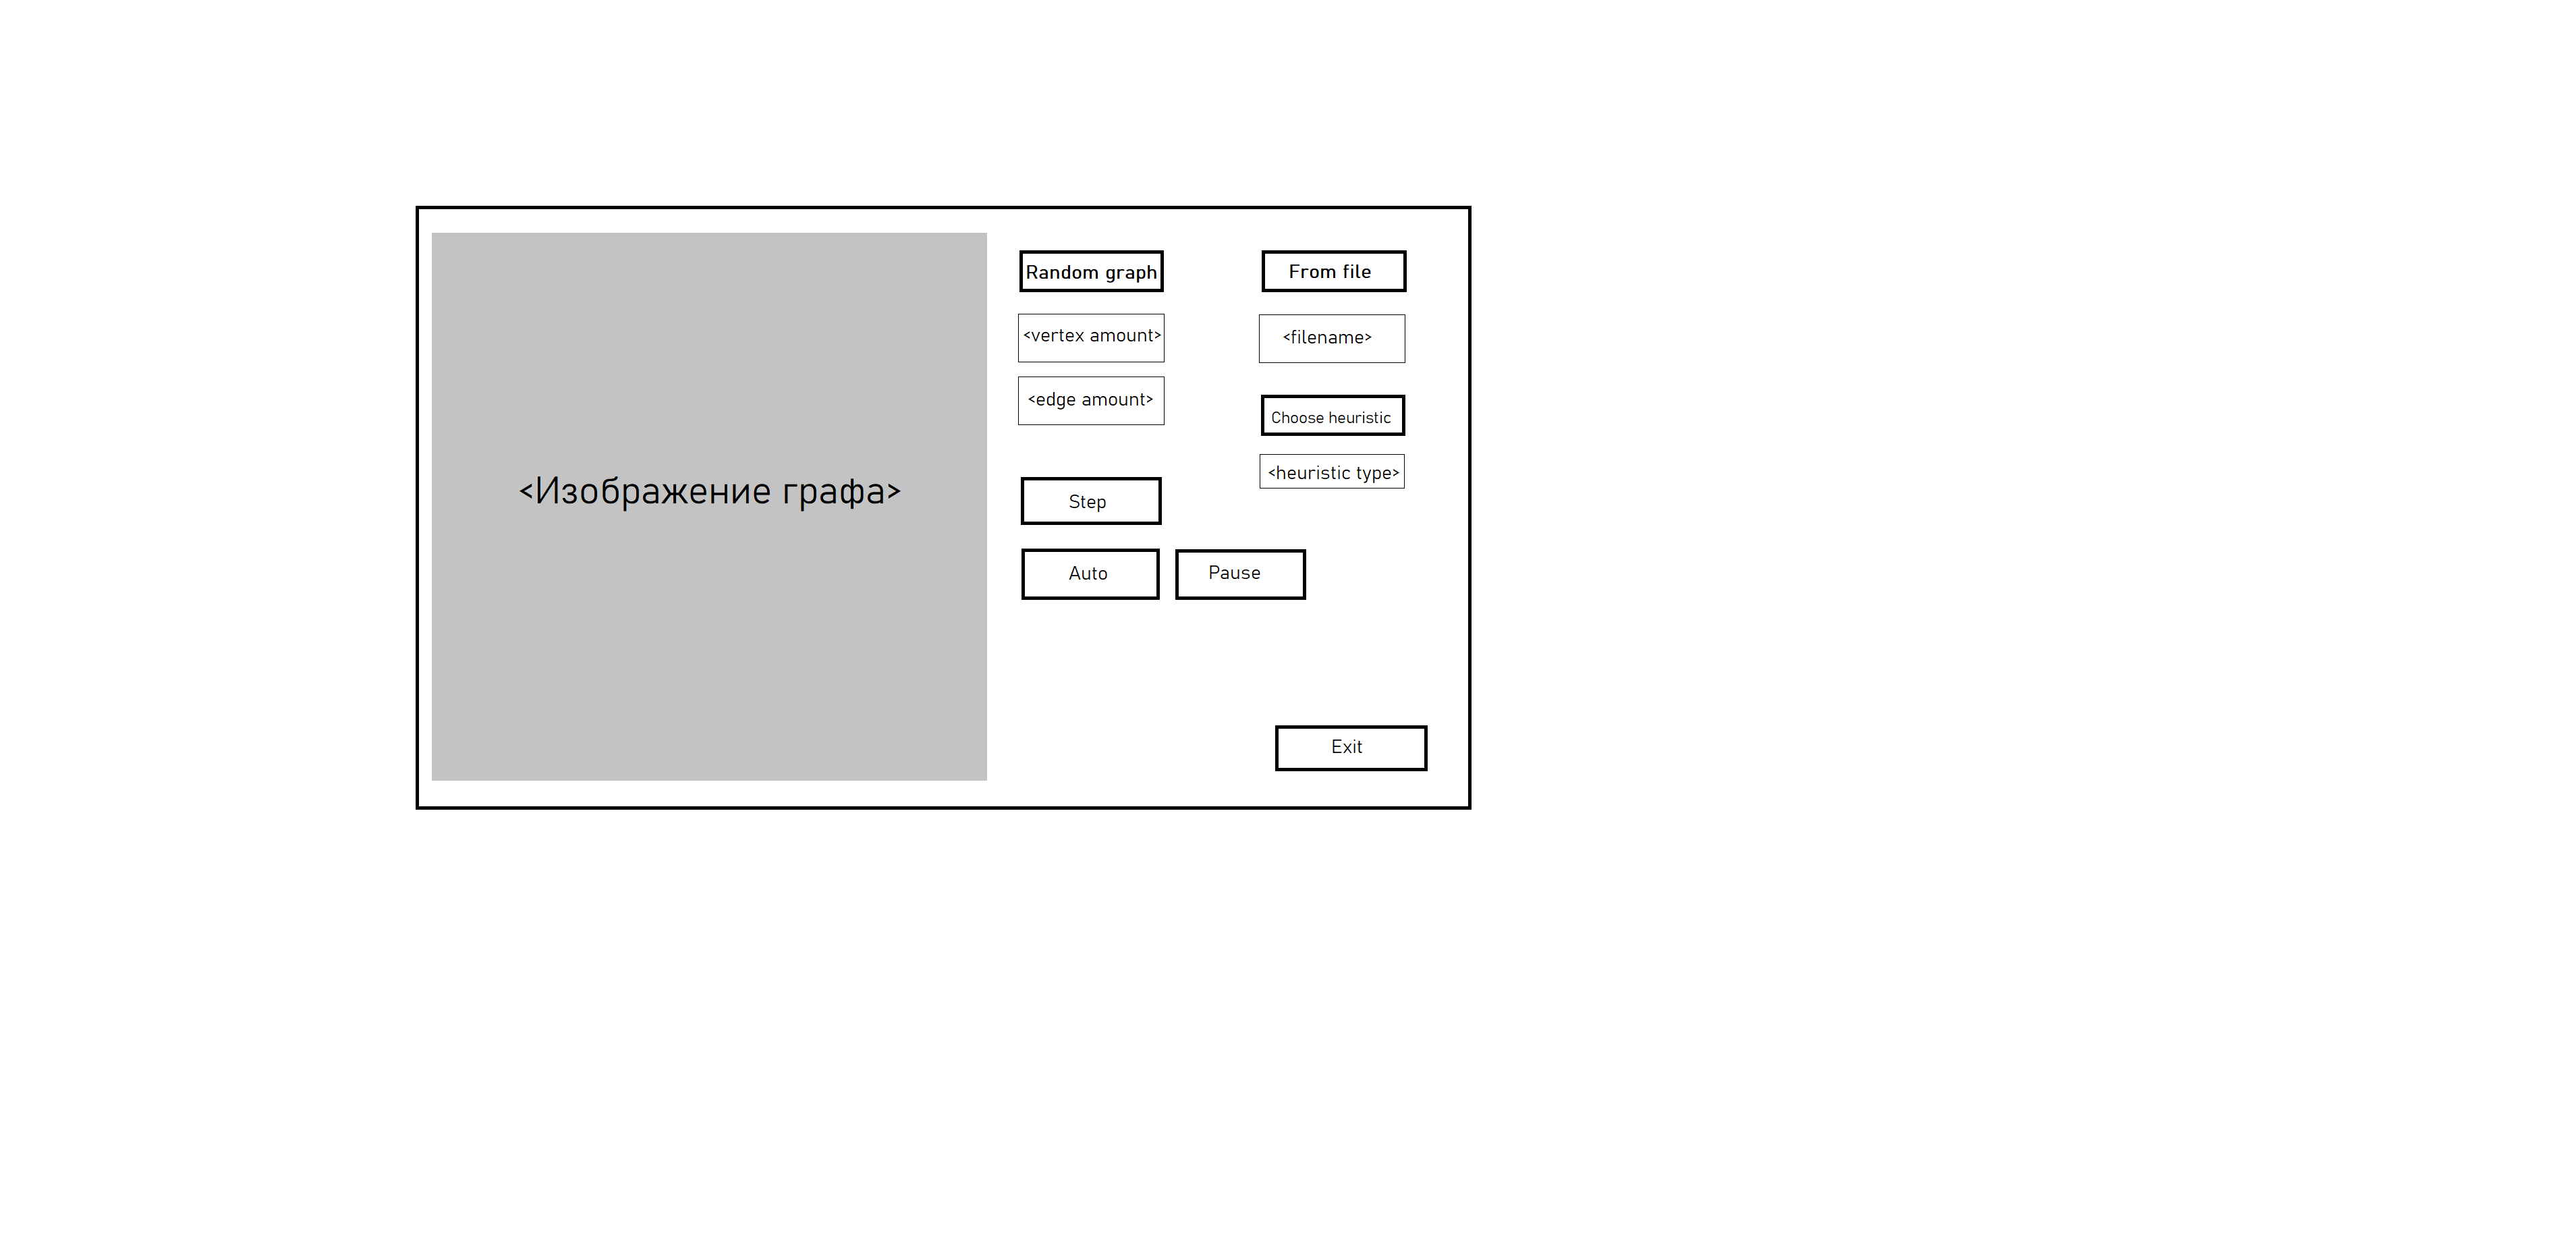 <Изображение графа>
Random graph
From file
<vertex amount>
<filename>
<edge amount>
Choose heuristic
<heuristic type>
Step
Auto
Pause
Exit